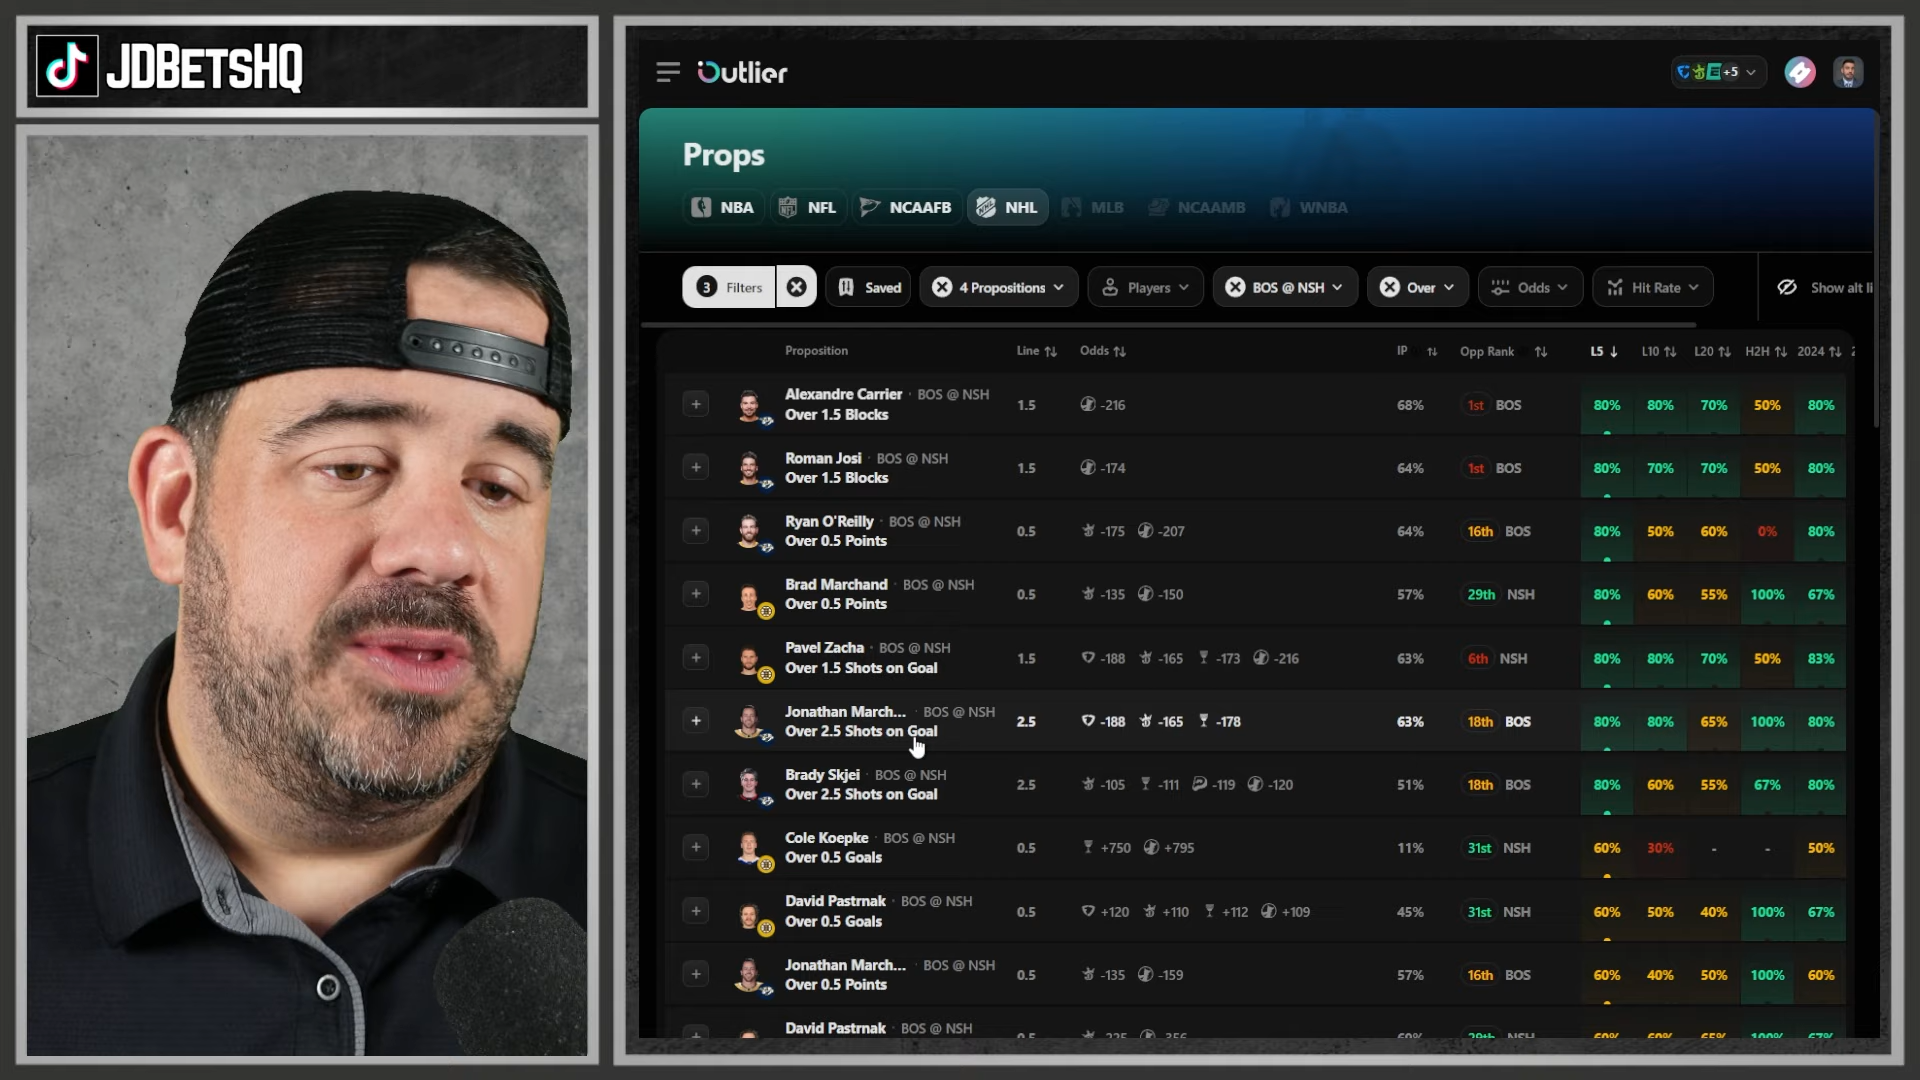 JDBETSHQ
Outlier
+5
Props
NBA NFL NCAAFB NHL MLB NCAAMB WNBA
3 Filters Saved 4 Propositions Players BOS @ NSH Over Odds Hit Rate Show alt li
Proposition Line Odds IP Opp Rank L5 L10 L20 H2H 2024 2
Alexandre Carrier · BOS @ NSH
Over 1.5 Blocks 1.5 -216 68% 1st BOS 80% 80% 70% 50% 80%
Roman Josi · BOS @ NSH
Over 1.5 Blocks 1.5 -174 64% 1st BOS 80% 70% 70% 50% 80%
Ryan O'Reilly · BOS @ NSH
Over 0.5 Points 0.5 -175 -207 64% 16th BOS 80% 50% 60% 0% 80%
Brad Marchand · BOS @ NSH
Over 0.5 Points 0.5 -135 -150 57% 29th NSH 80% 60% 55% 100% 67%
Pavel Zacha · BOS @ NSH
Over 1.5 Shots on Goal 1.5 -188 -165 -173 -216 63% 6th NSH 80% 80% 70% 50% 83%
Jonathan March... · BOS @ NSH
Over 2.5 Shots on Goal 2.5 -188 -165 -178 63% 18th BOS 80% 80% 65% 100% 80%
Brady Skjei · BOS @ NSH
Over 2.5 Shots on Goal 2.5 -105 -111 -119 -120 51% 18th BOS 80% 60% 55% 67% 80%
Cole Koepke · BOS @ NSH
Over 0.5 Goals 0.5 +750 +795 11% 31st NSH 60% 30% - - 50%
David Pastrnak · BOS @ NSH
Over 0.5 Goals 0.5 +120 +110 +112 +109 45% 31st NSH 60% 50% 40% 100% 67%
Jonathan March... · BOS @ NSH
Over 0.5 Points 0.5 -135 -159 57% 16th BOS 60% 40% 50% 100% 60%
David Pastrnak · BOS @ NSH